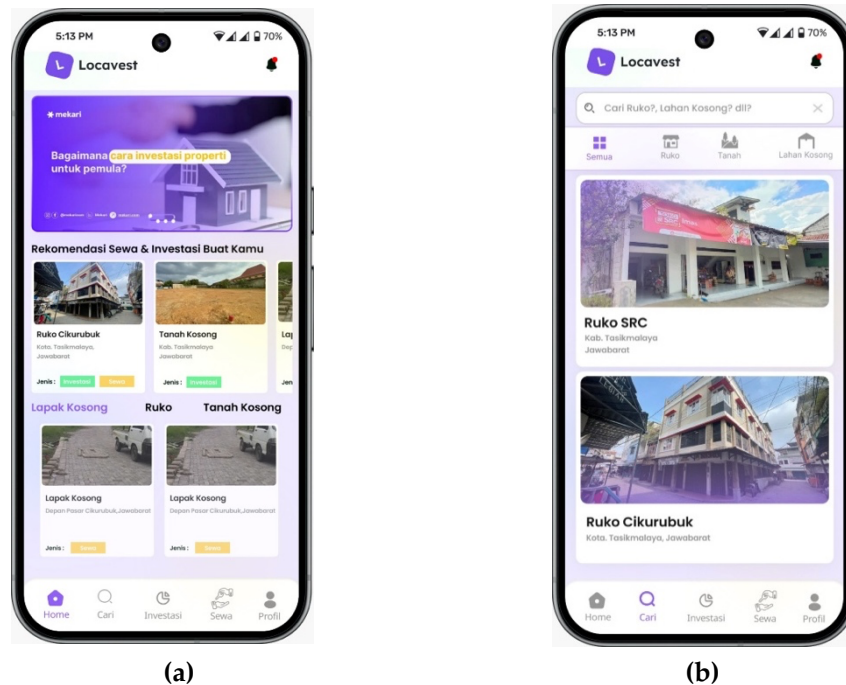 5:13 PM
70%
L
Locavest
mekari
Bagaimana cara investasi properti
untuk pemula?
Rekomendasi Sewa & Investasi Buat Kamu
Ruko Cikurubuk
Kota. Tasikmalaya,
Jawabarat
Jenis : Investasi Sewa
Tanah Kosong
Kab. Tasikmalaya
Jawabarat
Jenis : Investasi
Lap
Dep
Jen
Lapak Kosong Ruko Tanah Kosong
Lapak Kosong
Depan Pasar Cikurubuk,Jawabarat
Jenis : Sewa
Lapak Kosong
Depan Pasar Cikurubuk,Jawabarat
Jenis : Sewa
Home Cari Investasi Sewa Profil
(a)
5:13 PM
70%
L
Locavest
Cari Ruko?, Lahan Kosong? dll?
Semua Ruko Tanah Lahan Kosong
Ruko SRC
Kab. Tasikmalaya
Jawabarat
Ruko Cikurubuk
Kota. Tasikmalaya, Jawabarat
Home Cari Investasi Sewa Profil
(b)